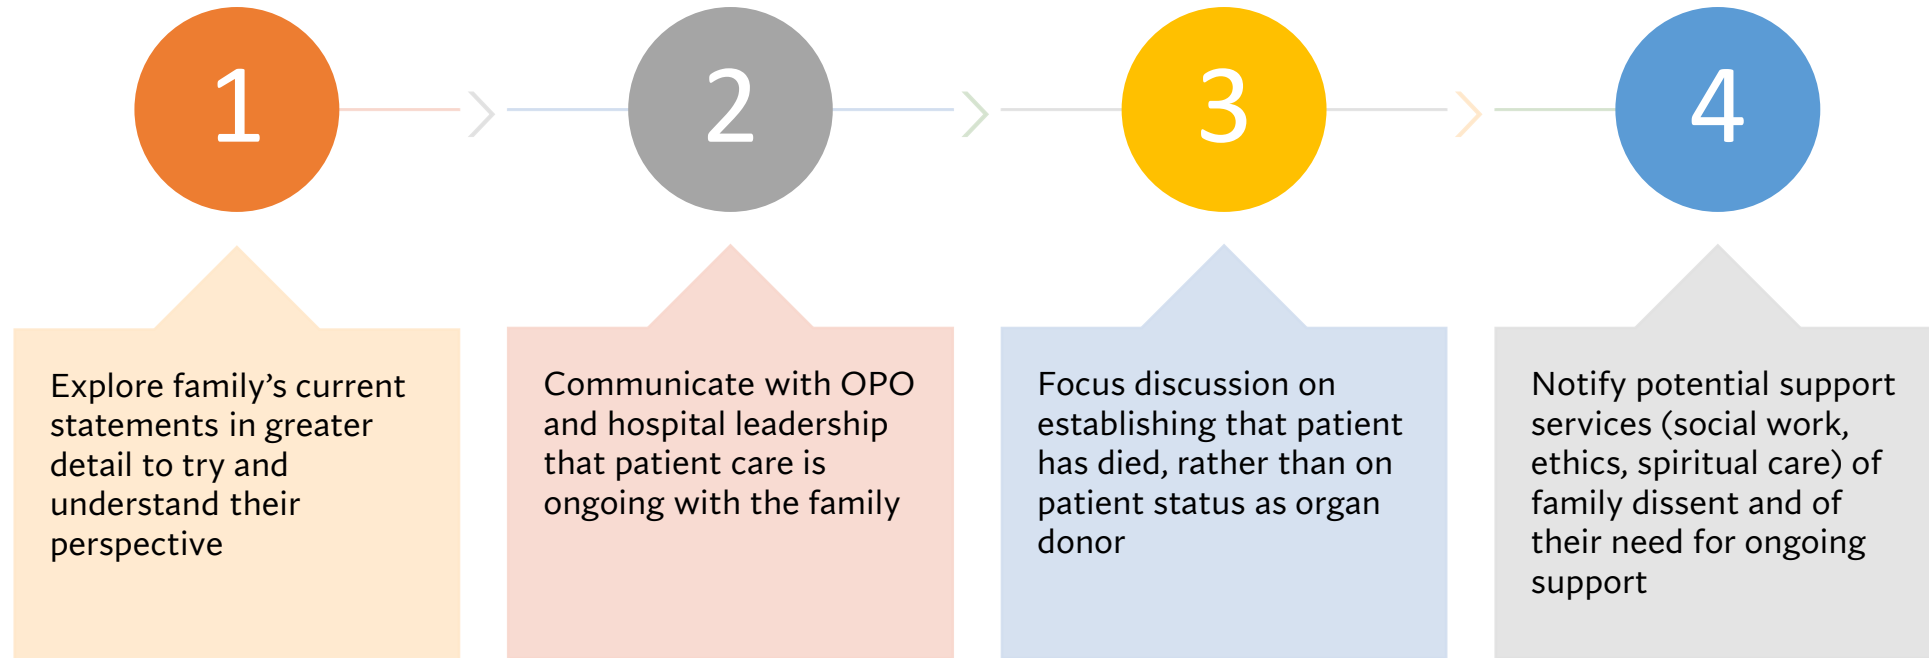 1
Explore family’s current
statements in greater
detail to try and
understand their
perspective
2
Communicate with OPO
and hospital leadership
that patient care is
ongoing with the family
3
Focus discussion on
establishing that patient
has died, rather than on
patient status as organ
donor
4
Notify potential support
services (social work,
ethics, spiritual care) of
family dissent and of
their need for ongoing
support